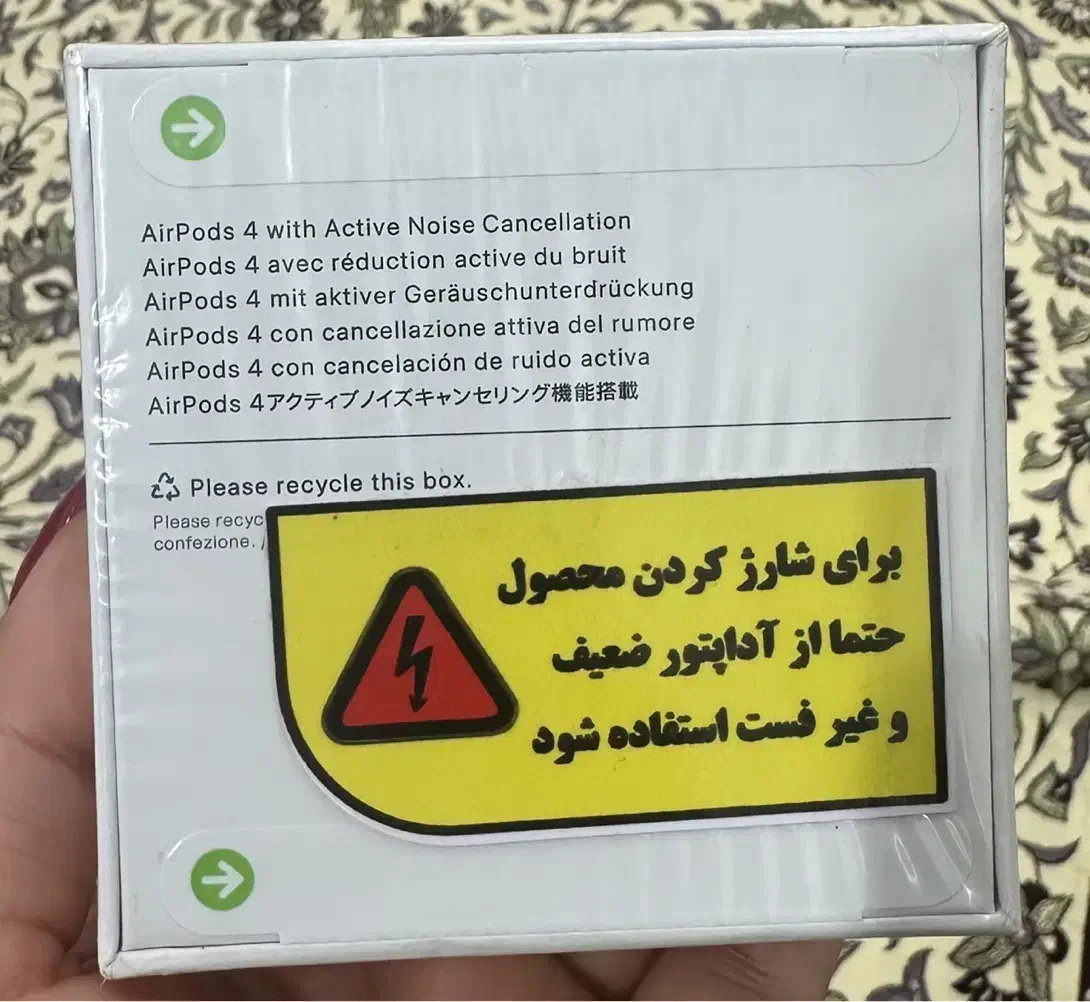 AirPods 4 with Active Noise Cancellation
AirPods 4 avec réduction active du bruit
AirPods 4 mit aktiver Geräuschunterdrückung
AirPods 4 con cancellazione attiva del rumore
AirPods 4 con cancelación de ruido activa
AirPods 4アクティブノイズキャンセリング機能搭載
Please recycle this box.
Please recyc
confezione. /
برای شارژ کردن محصول
حتما از آداپتور ضعیف
و غیر فست استفاده شود